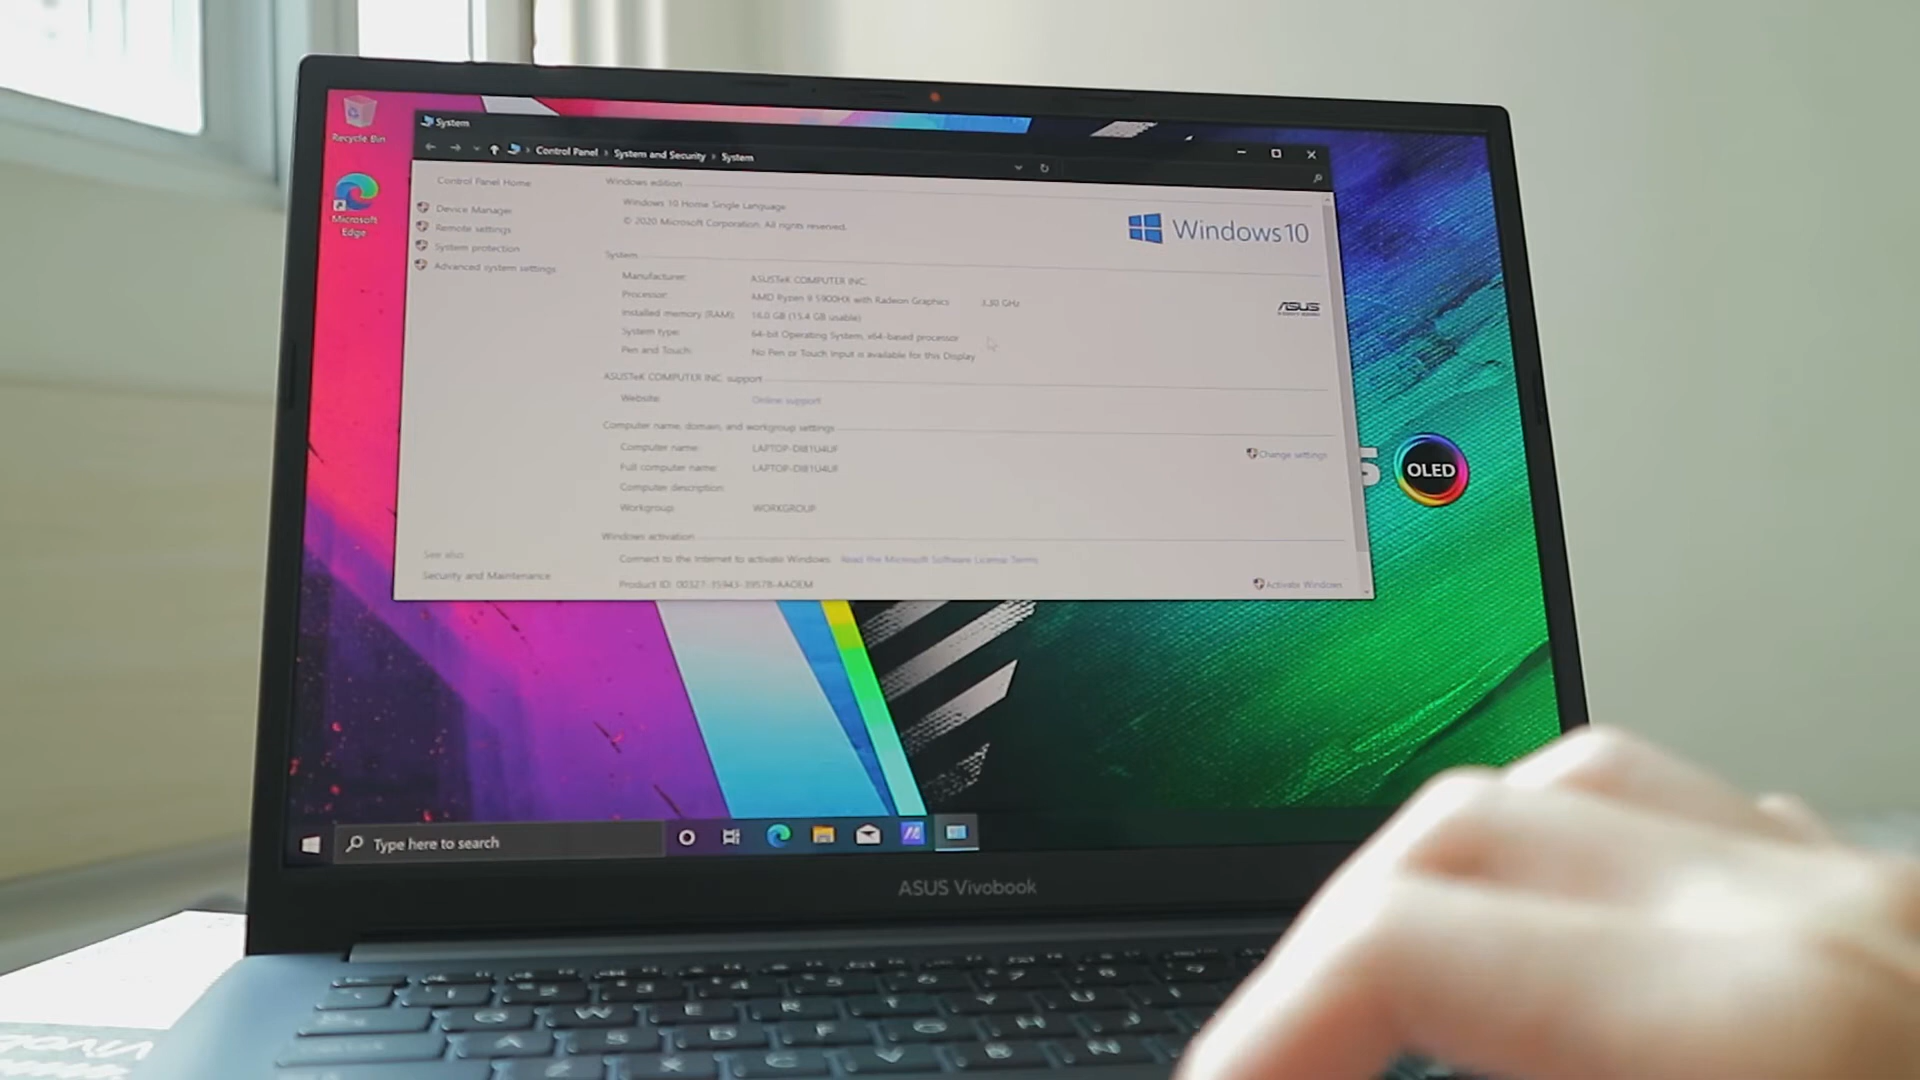 Recycle Bin
Microsoft
Edge
System
Control Panel › System and Security › System
Control Panel Home
Device Manager
Remote settings
System protection
Advanced system settings
See also
Security and Maintenance
Windows edition
Windows 10 Home Single Language
© 2020 Microsoft Corporation. All rights reserved.
Windows 10
System
Manufacturer: ASUSTeK COMPUTER INC.
Processor: AMD Ryzen 9 5900HX with Radeon Graphics 3.30 GHz
Installed memory (RAM): 16.0 GB (15.4 GB usable)
System type: 64-bit Operating System, x64-based processor
Pen and Touch: No Pen or Touch Input is available for this Display
ASUS
ASUSTeK COMPUTER INC. support
Website: Online support
Computer name, domain, and workgroup settings
Computer name:
Full computer name:
Computer description:
Workgroup: WORKGROUP
Change settings
Windows activation
Connect to the Internet to activate Windows. Read the Microsoft Software License Terms
Product ID:
Activate Windows
OLED
Type here to search
ASUS Vivobook